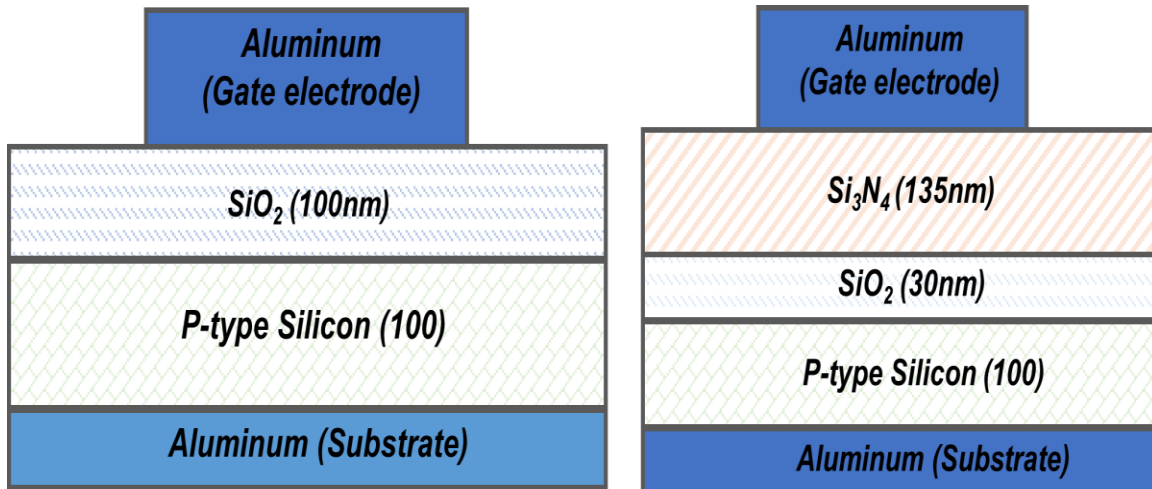 Aluminum
(Gate electrode)
SiO₂ (100nm)
P-type Silicon (100)
Aluminum (Substrate)
Aluminum
(Gate electrode)
Si₃N₄ (135nm)
SiO₂ (30nm)
P-type Silicon (100)
Aluminum (Substrate)